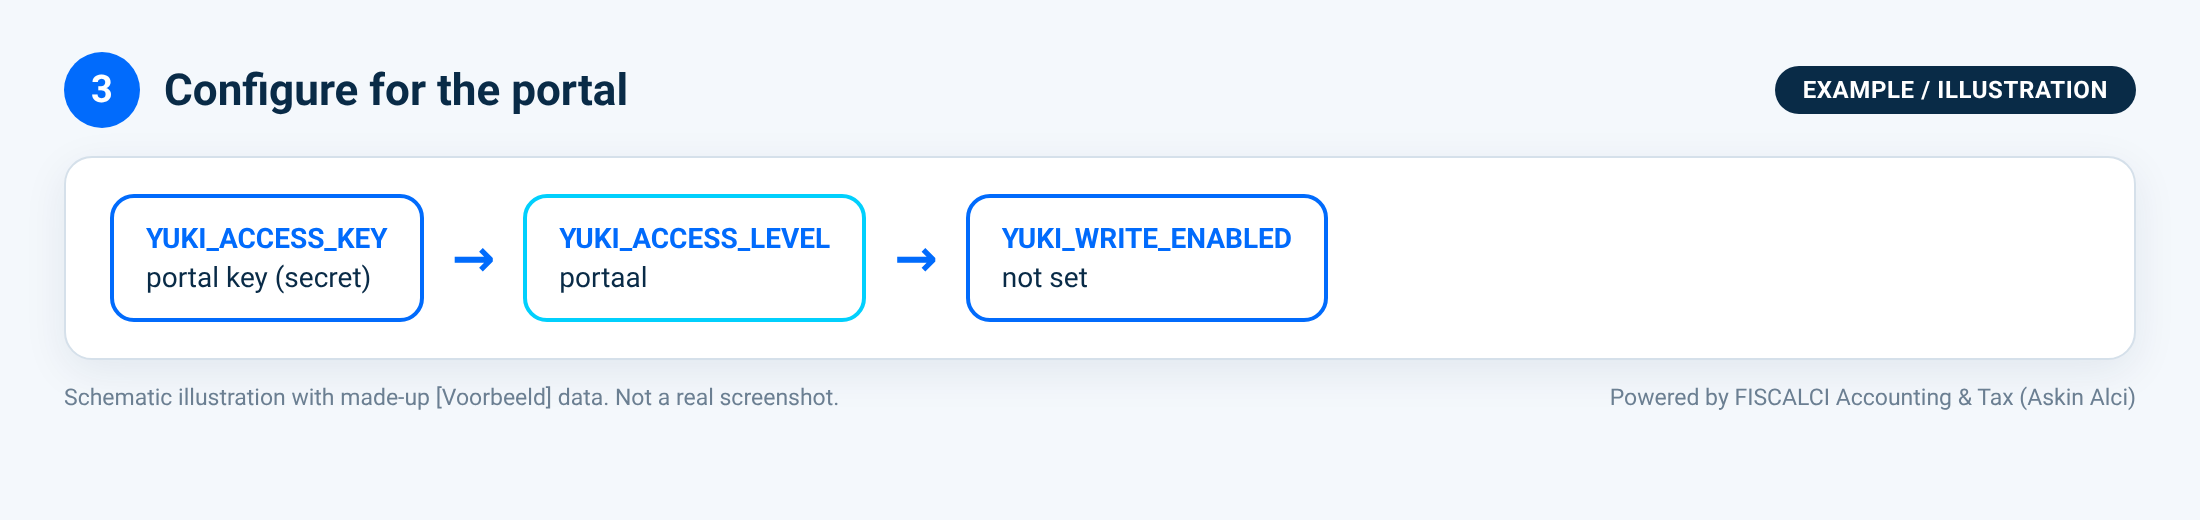 3
Configure for the portal
EXAMPLE / ILLUSTRATION
YUKI_ACCESS_KEY
portal key (secret)
→
YUKI_ACCESS_LEVEL
portaal
→
YUKI_WRITE_ENABLED
not set
Schematic illustration with made-up [Voorbeeld] data. Not a real screenshot.
Powered by FISCALCI Accounting & Tax (Askin Alci)